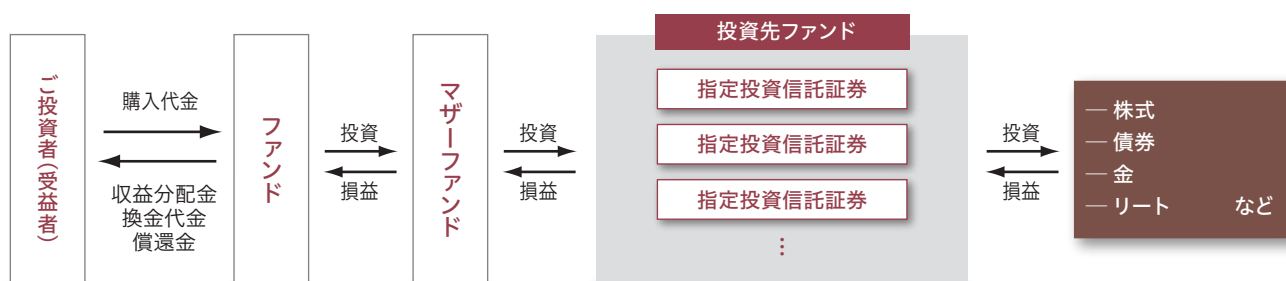 ご投資者(受益者)
購入代金
収益分配金
換金代金
償還金
ファンド
投資
損益
マザーファンド
投資
損益
投資先ファンド
指定投資信託証券
指定投資信託証券
指定投資信託証券
⋮
投資
損益
― 株式
― 債券
― 金
― リート など